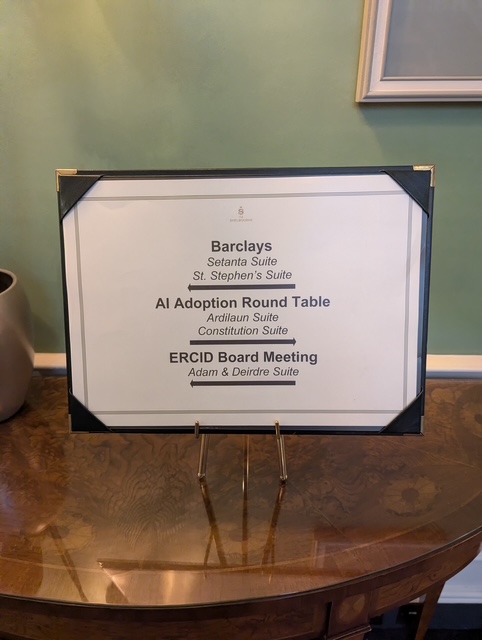 Barclays
Setanta Suite
St. Stephen's Suite
AI Adoption Round Table
Ardilaun Suite
Constitution Suite
ERCID Board Meeting
Adam & Deirdre Suite